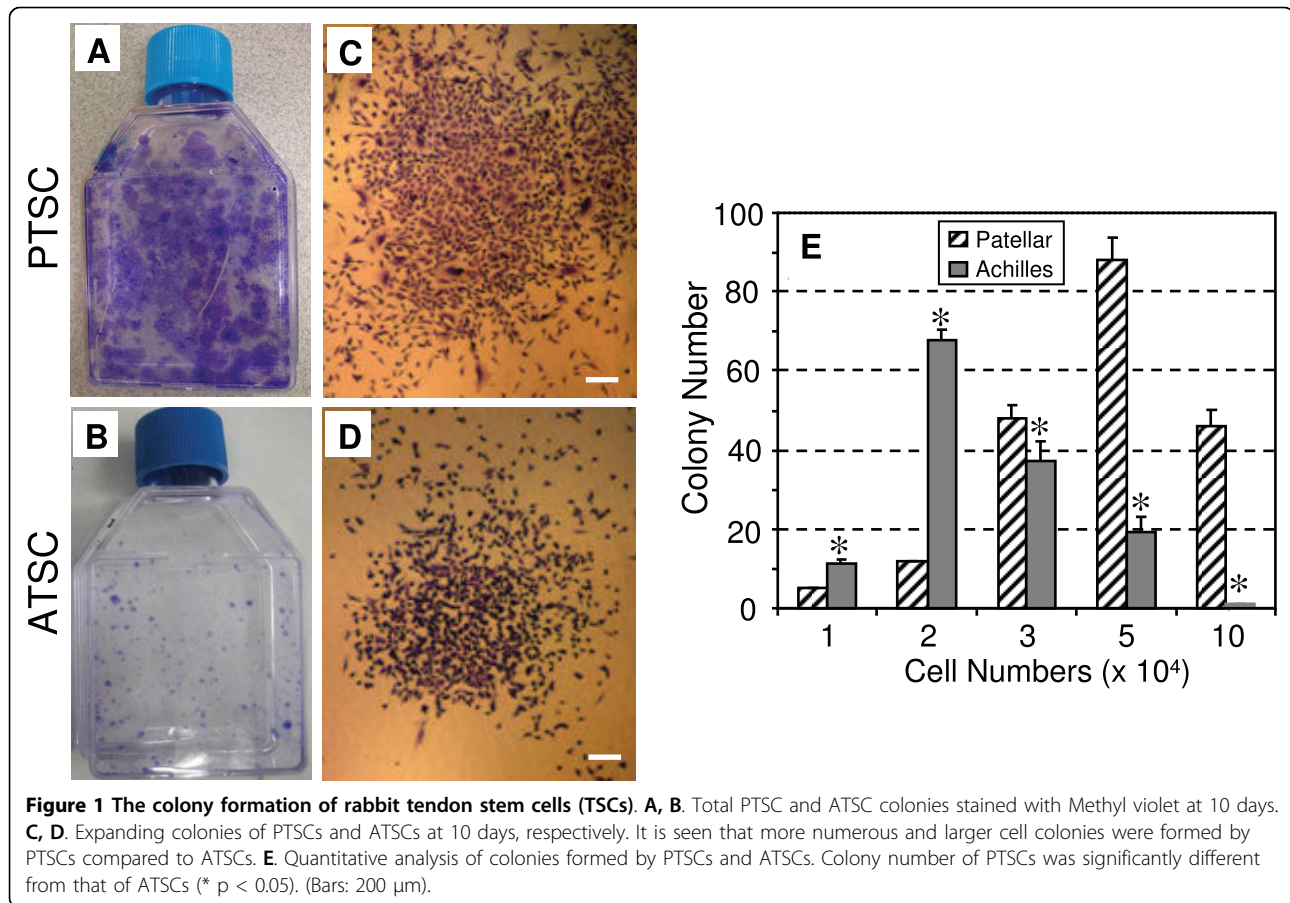 A
C
PTSC
B
D
ATSC
E
Patellar
Achilles
100
80
60
40
20
0
Colony Number
*
*
*
*
*
1 2 3 5 10
Cell Numbers (x 10⁴)
Figure 1 The colony formation of rabbit tendon stem cells (TSCs). A, B. Total PTSC and ATSC colonies stained with Methyl violet at 10 days.
C, D. Expanding colonies of PTSCs and ATSCs at 10 days, respectively. It is seen that more numerous and larger cell colonies were formed by
PTSCs compared to ATSCs. E. Quantitative analysis of colonies formed by PTSCs and ATSCs. Colony number of PTSCs was significantly different
from that of ATSCs (* p < 0.05). (Bars: 200 μm).